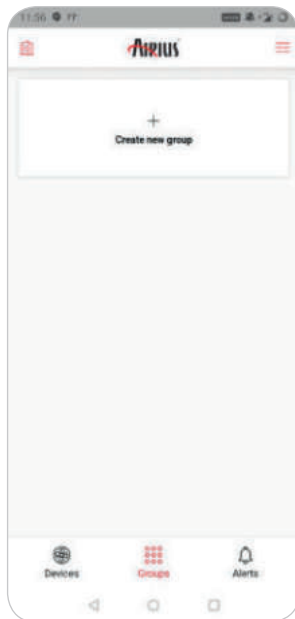 11:56
AIRIUS
+
Create new group
Devices
Groups
Alerts